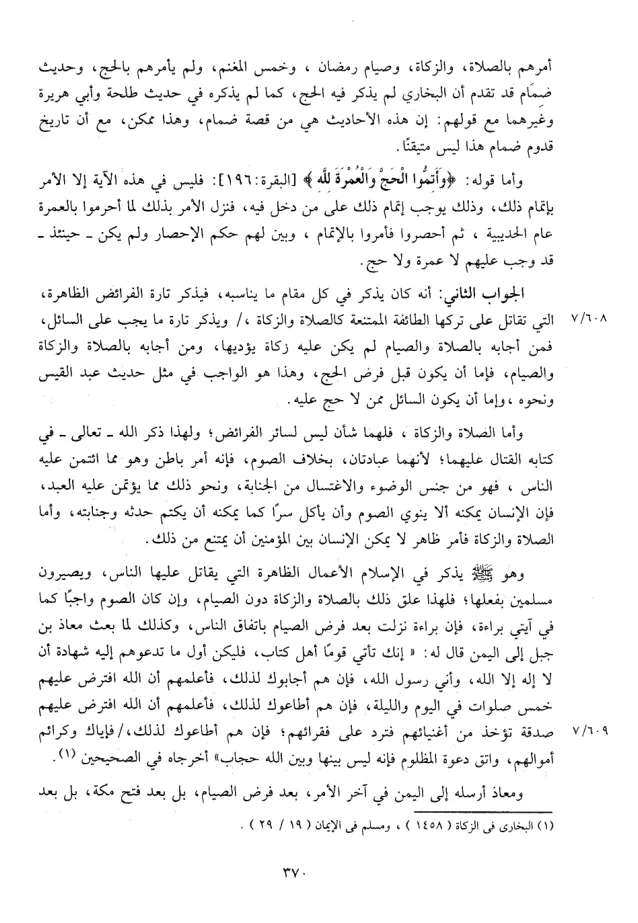 أمرهم بالصلاة، والزكاة، وصيام رمضان ، وخمس المغنم، ولم يأمرهم بالحج، وحديث
ضمام قد تقدم أن البخاري لم يذكر فيه الحج، كما لم يذكره في حديث طلحة وأبي هريرة
وغيرهما مع قولهم: إن هذه الأحاديث هي من قصة ضمام، وهذا ممكن، مع أن تاريخ
قدوم ضمام هذا ليس متيقنًا.
وأما قوله: ﴿وَأَتِمُّوا الْحَجَّ وَالْعُمْرَةَ لِلَّهِ﴾ [البقرة:١٩٦]: فليس في هذه الآية إلا الأمر
بإتمام ذلك، وذلك يوجب إتمام ذلك على من دخل فيه، فنزل الأمر بذلك لما أحرموا بالعمرة
عام الحديبية ، ثم أحصروا فأمروا بالإتمام ، وبين لهم حكم الإحصار ولم يكن ـ حينئذ ـ
قد وجب عليهم لا عمرة ولا حج.
الجواب الثاني: أنه كان يذكر في كل مقام ما يناسبه، فيذكر تارة الفرائض الظاهرة،
التي تقاتل على تركها الطائفة الممتنعة كالصلاة والزكاة ،/ ويذكر تارة ما يجب على السائل، ٧/٦٠٨
فمن أجابه بالصلاة والصيام لم يكن عليه زكاة يؤديها، ومن أجابه بالصلاة والزكاة
والصيام، فإما أن يكون قبل فرض الحج، وهذا هو الواجب في مثل حديث عبد القيس
ونحوه ،وإما أن يكون السائل ممن لا حج عليه.
وأما الصلاة والزكاة ، فلهما شأن ليس لسائر الفرائض؛ ولهذا ذكر الله ـ تعالى ـ في
كتابه القتال عليهما؛ لأنهما عبادتان، بخلاف الصوم، فإنه أمر باطن وهو مما ائتمن عليه
الناس ، فهو من جنس الوضوء والاغتسال من الجنابة، ونحو ذلك مما يؤتمن عليه العبد،
فإن الإنسان يمكنه ألا ينوي الصوم وأن يأكل سرًا كما يمكنه أن يكتم حدثه وجنابته، وأما
الصلاة والزكاة فأمر ظاهر لا يمكن الإنسان بين المؤمنين أن يمتنع من ذلك.
وهو ﷺ يذكر في الإسلام الأعمال الظاهرة التي يقاتل عليها الناس، ويصيرون
مسلمين بفعلها؛ فلهذا علق ذلك بالصلاة والزكاة دون الصيام، وإن كان الصوم واجبًا كما
في آيتي براءة، فإن براءة نزلت بعد فرض الصيام باتفاق الناس، وكذلك لما بعث معاذ بن
جبل إلى اليمن قال له: « إنك تأتي قومًا أهل كتاب، فليكن أول ما تدعوهم إليه شهادة أن
لا إله إلا الله، وأني رسول الله، فإن هم أجابوك لذلك، فأعلمهم أن الله افترض عليهم
خمس صلوات في اليوم والليلة، فإن هم أطاعوك لذلك، فأعلمهم أن الله افترض عليهم
صدقة تؤخذ من أغنيائهم فترد على فقرائهم؛ فإن هم أطاعوك لذلك،/ فإياك وكرائم ٧/٦٠٩
أموالهم، واتق دعوة المظلوم فإنه ليس بينها وبين الله حجاب» أخرجاه في الصحيحين (١).
ومعاذ أرسله إلى اليمن في آخر الأمر، بعد فرض الصيام، بل بعد فتح مكة، بل بعد
(١) البخارى فى الزكاة ( ١٤٥٨ ) ، ومسلم فى الإيمان ( ١٩ / ٢٩ ) .
٣٧٠